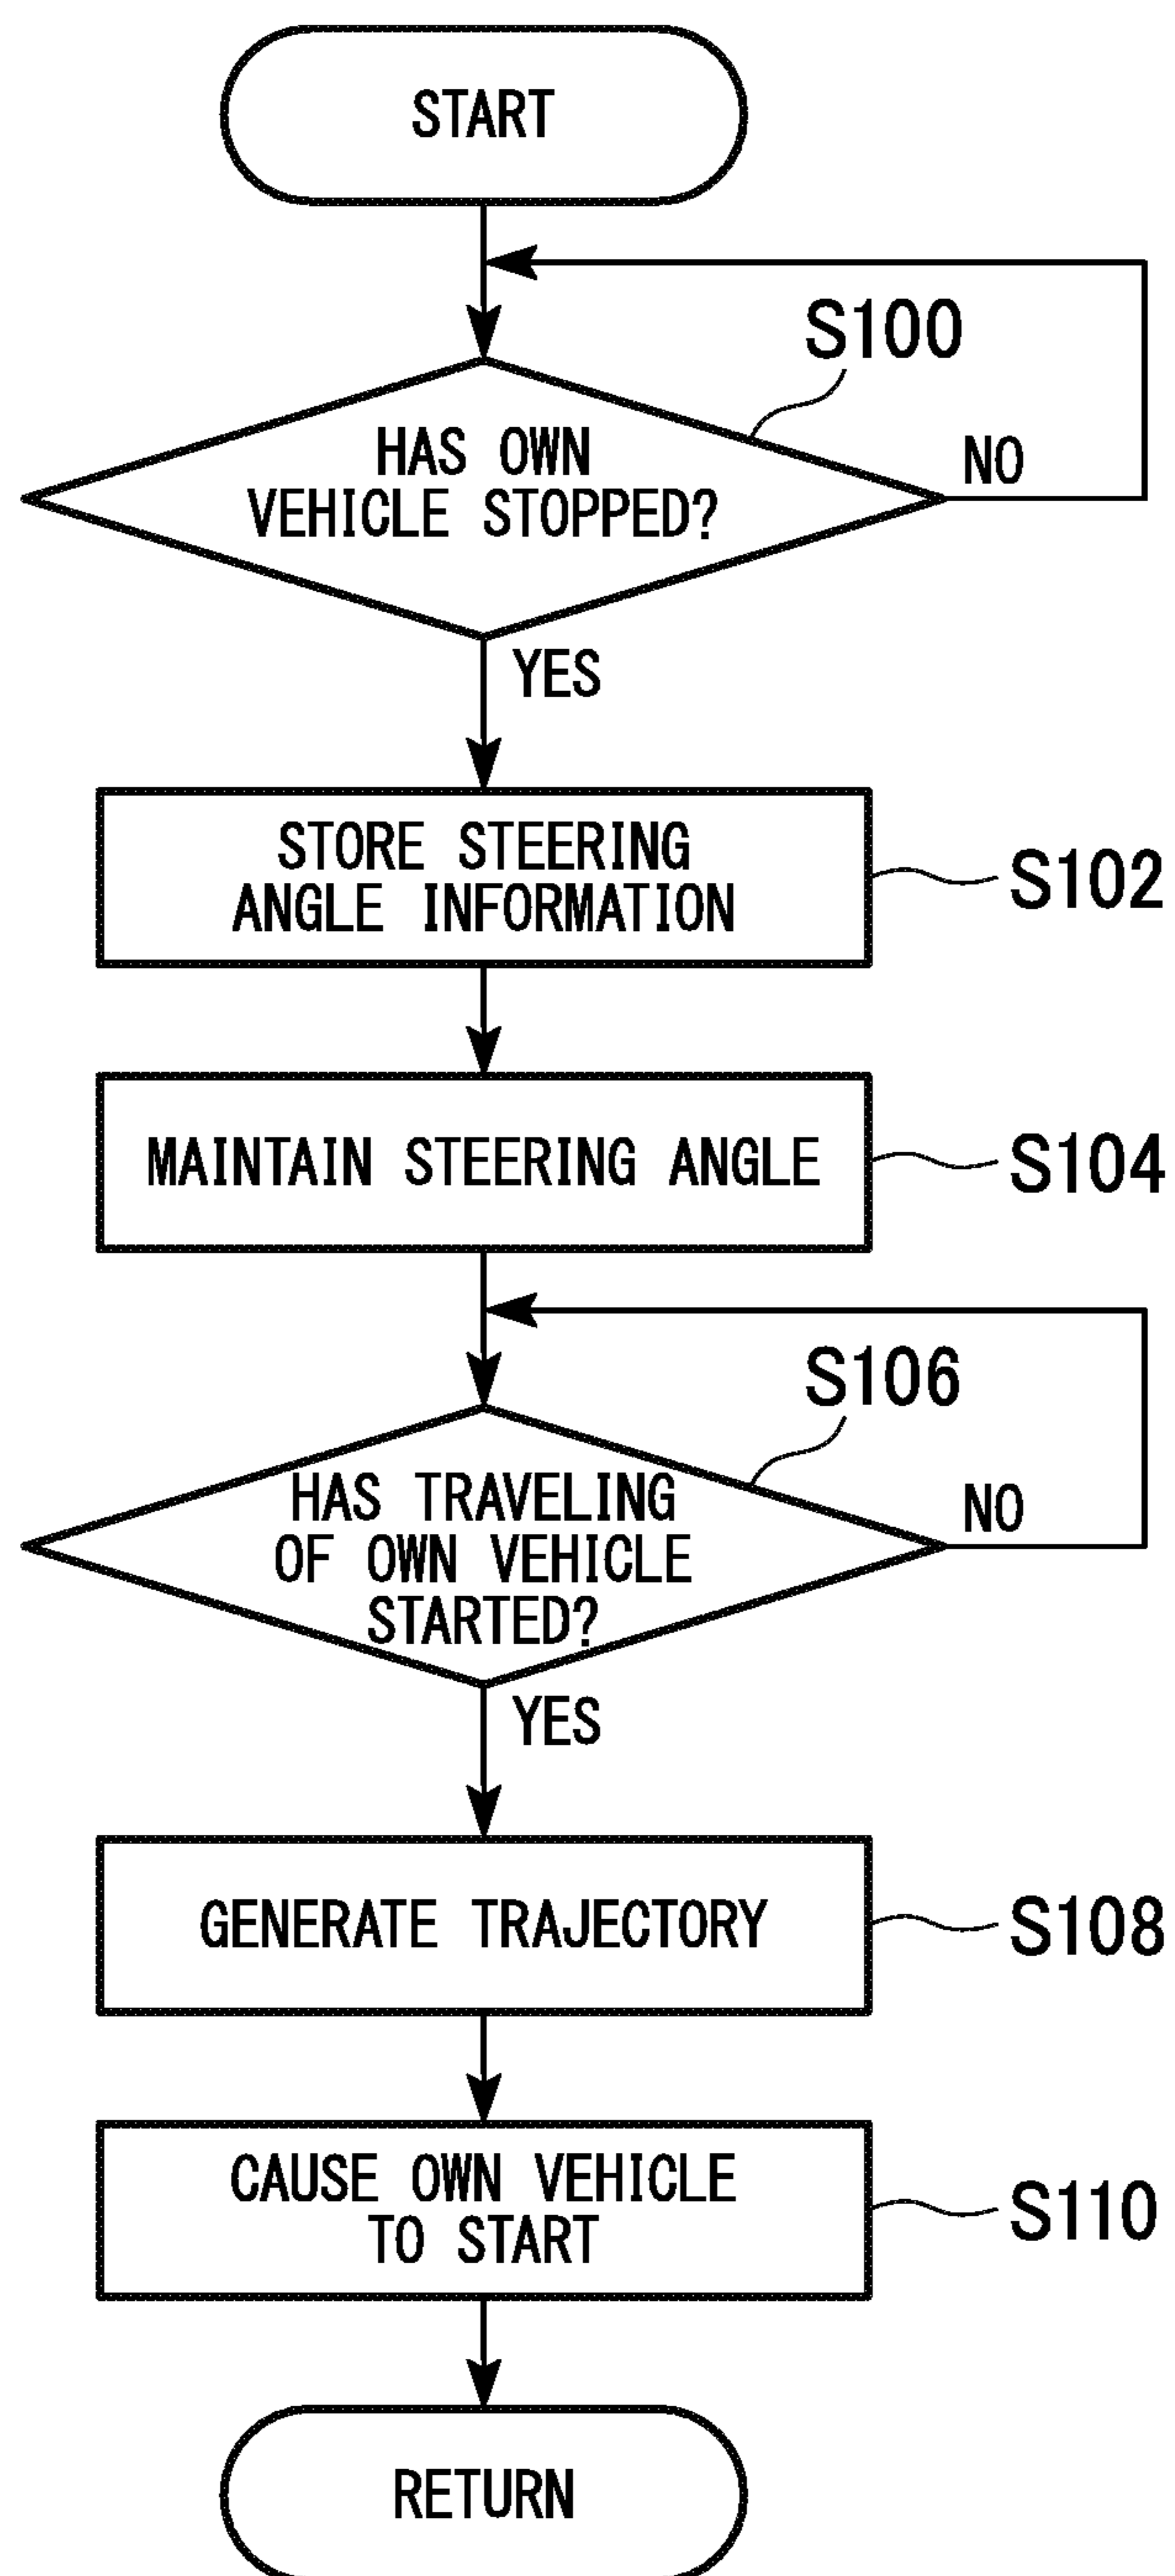 START
S100
HAS OWN
VEHICLE STOPPED?
NO
YES
STORE STEERING
ANGLE INFORMATION
S102
MAINTAIN STEERING ANGLE
S104
S106
HAS TRAVELING
OF OWN VEHICLE
STARTED?
NO
YES
GENERATE TRAJECTORY
S108
CAUSE OWN VEHICLE
TO START
S110
RETURN